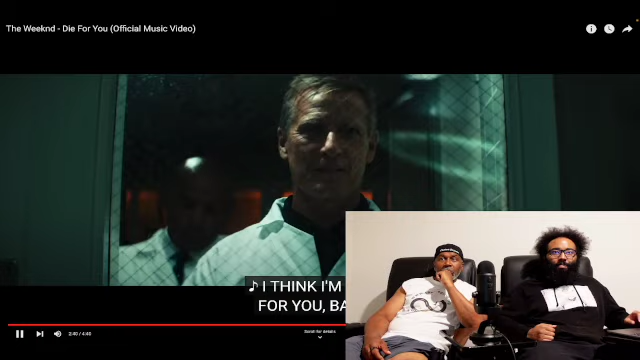 The Weeknd - Die For You (Official Music Video)
♪ I THINK I'M
FOR YOU, BA
2:40 / 4:40
Scroll for details